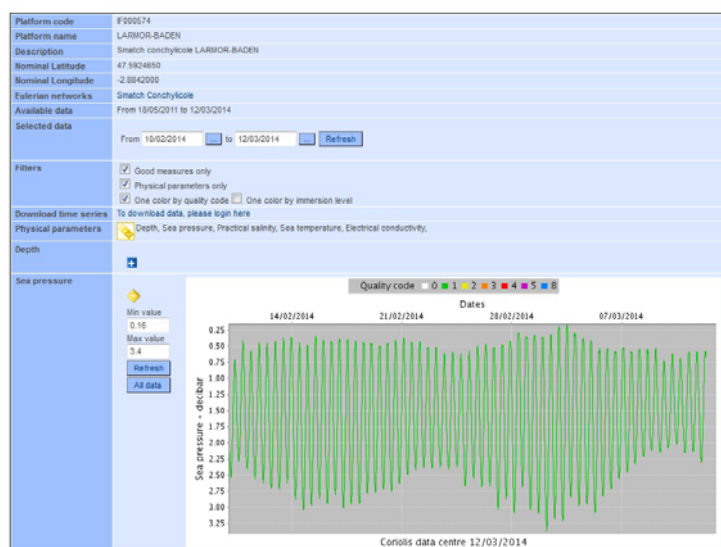 Platform code IF000574
Platform name LARMOR-BADEN
Description Smatch conchylicole LARMOR-BADEN
Nominal Latitude 47.5924650
Nominal Longitude -2.8842000
Eulerian networks Smatch Conchylicole
Available data From 18/05/2011 to 12/03/2014
Selected data
From 10/02/2014 ... to 12/03/2014 ... Refresh
Filters
Good measures only
Physical parameters only
One color by quality code One color by immersion level
Download time series To download data, please login here
Physical parameters Depth, Sea pressure, Practical salinity, Sea temperature, Electrical conductivity,
Depth
Sea pressure
Min value
0.16
Max value
3.4
Refresh
All data
Quality code 0 1 2 3 4 5 8
Dates
14/02/2014 21/02/2014 28/02/2014 07/03/2014
Sea pressure - decibar
0.25
0.50
0.75
1.00
1.25
1.50
1.75
2.00
2.25
2.50
2.75
3.00
3.25
Coriolis data centre 12/03/2014